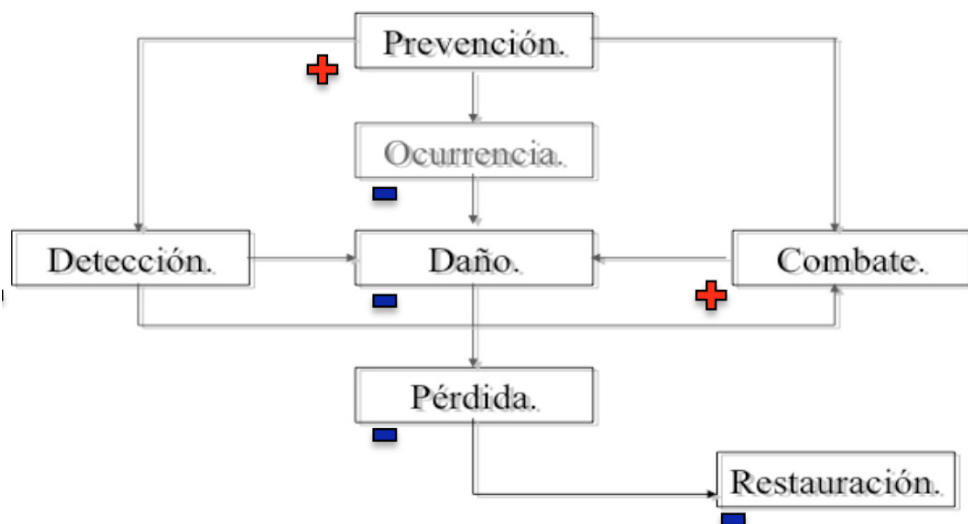 Prevención.
Ocurrencia.
Detección.
Daño.
Combate.
Pérdida.
Restauración.